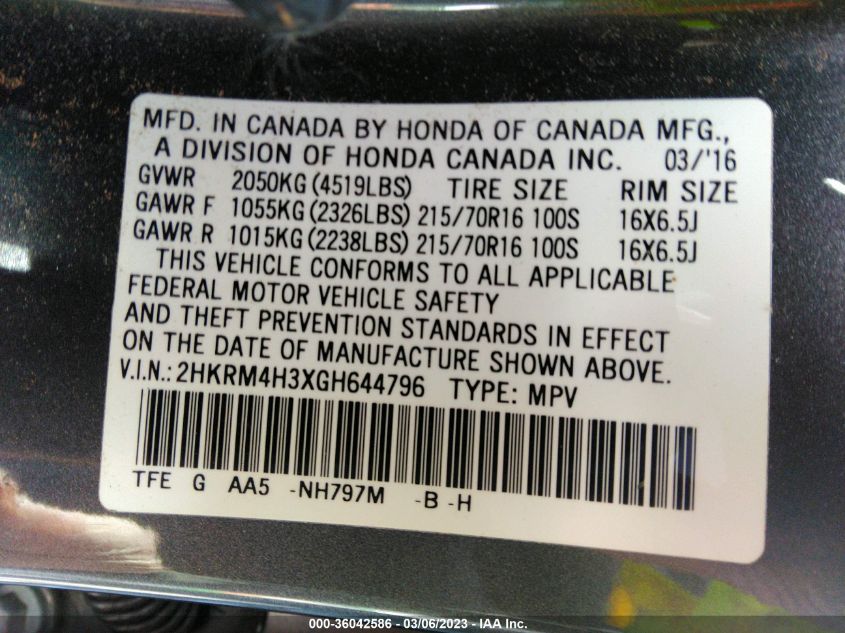 MFD. IN CANADA BY HONDA OF CANADA MFG.,
A DIVISION OF HONDA CANADA INC. 03/'16
GVWR 2050KG (4519LBS) TIRE SIZE RIM SIZE
GAWR F 1055KG (2326LBS) 215/70R16 100S 16X6.5J
GAWR R 1015KG (2238LBS) 215/70R16 100S 16X6.5J
THIS VEHICLE CONFORMS TO ALL APPLICABLE
FEDERAL MOTOR VEHICLE SAFETY
AND THEFT PREVENTION STANDARDS IN EFFECT
ON THE DATE OF MANUFACTURE SHOWN ABOVE.
V.I.N.: 2HKRM4H3XGH644796 TYPE: MPV
TFE G AA5 -NH797M -B -H
000-36042586 - 03/06/2023 - IAA Inc.